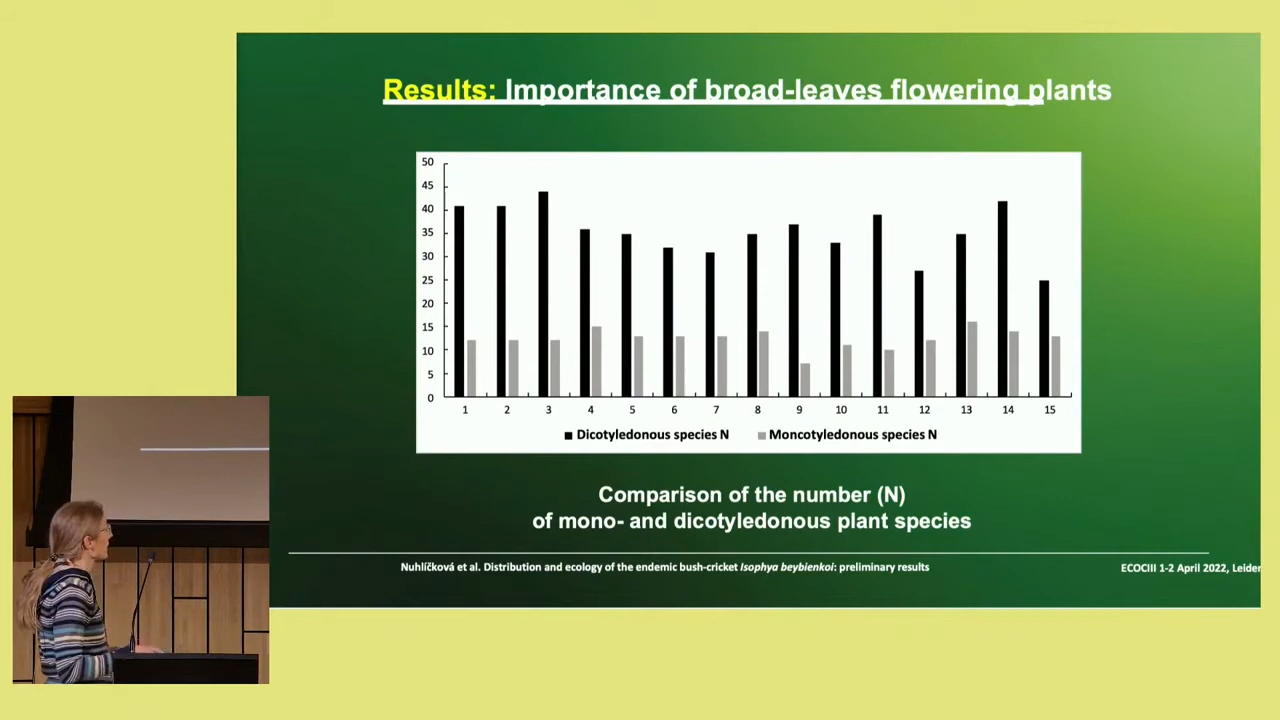 Results: Importance of broad-leaves flowering plants
50
45
40
35
30
25
20
15
10
5
0
1 2 3 4 5 6 7 8 9 10 11 12 13 14 15
Dicotyledonous species N Moncotyledonous species N
Comparison of the number (N)
of mono- and dicotyledonous plant species
Nuhlíčková et al. Distribution and ecology of the endemic bush-cricket Isophya beybienkoi: preliminary results
ECOCIII 1-2 April 2022, Leiden